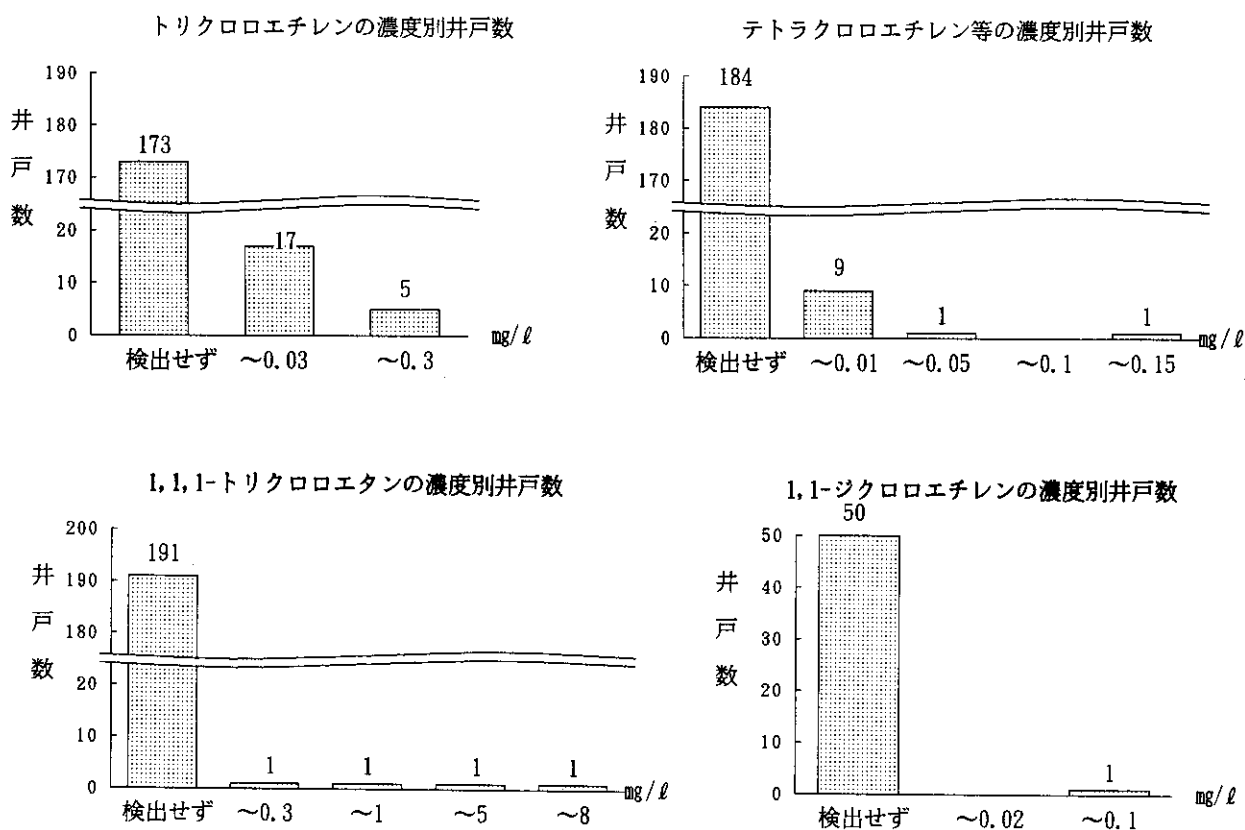 トリクロロエチレンの濃度別井戸数
190
180
170
20
10
0
井戸数
173
17
5
mg/ℓ
検出せず ～0.03 ～0.3
テトラクロロエチレン等の濃度別井戸数
190
180
170
20
10
0
井戸数
184
9
1
1
mg/ℓ
検出せず ～0.01 ～0.05 ～0.1 ～0.15
1,1,1-トリクロロエタンの濃度別井戸数
200
190
180
20
10
0
井戸数
191
1
1
1
1
mg/ℓ
検出せず ～0.3 ～1 ～5 ～8
1,1-ジクロロエチレンの濃度別井戸数
50
40
30
20
10
0
井戸数
50
1
mg/ℓ
検出せず ～0.02 ～0.1